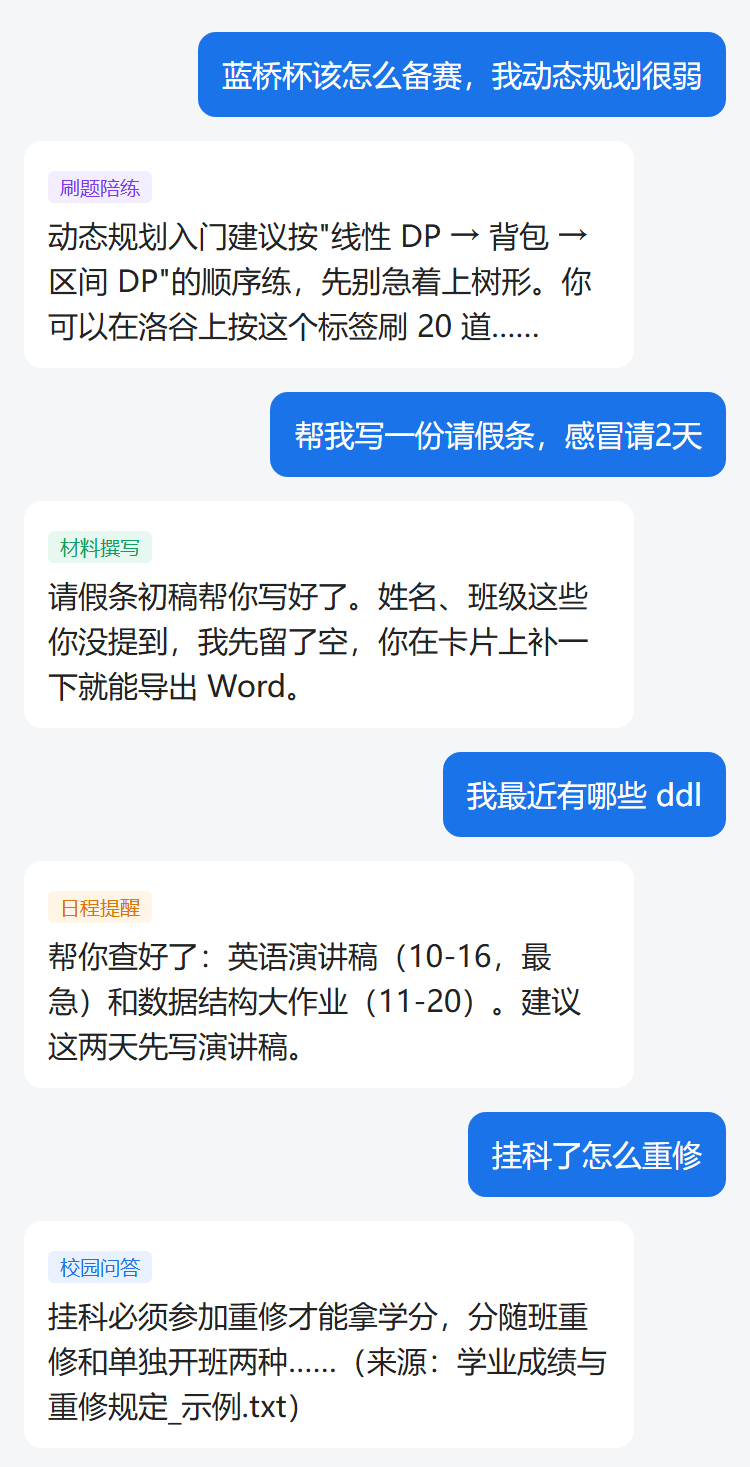 蓝桥杯该怎么备赛，我动态规划很弱
刷题陪练
动态规划入门建议按"线性 DP → 背包 →
区间 DP"的顺序练，先别急着上树形。你
可以在洛谷上按这个标签刷 20 道……
帮我写一份请假条，感冒请2天
材料撰写
请假条初稿帮你写好了。姓名、班级这些
你没提到，我先留了空，你在卡片上补一
下就能导出 Word。
我最近有哪些 ddl
日程提醒
帮你查好了：英语演讲稿（10-16，最
急）和数据结构大作业（11-20）。建议
这两天先写演讲稿。
挂科了怎么重修
校园问答
挂科必须参加重修才能拿学分，分随班重
修和单独开班两种……（来源：学业成绩与
重修规定_示例.txt）